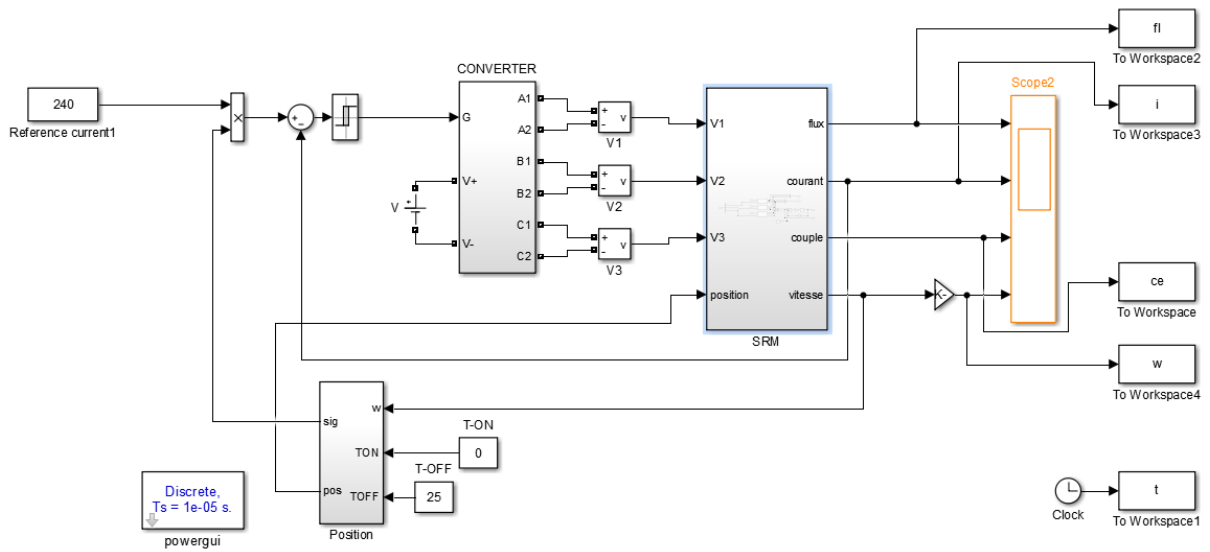 fl
To Workspace2
CONVERTER
Scope2
240
Reference current1
×
+
−
G
V+
V-
A1
A2
B1
B2
C1
C2
V
+
-
v
V1
+
-
v
V2
+
-
v
V3
V1
V2
V3
position
flux
courant
couple
vitesse
SRM
i
To Workspace3
K-
ce
To Workspace
w
To Workspace4
sig
pos
w
TON
TOFF
Position
T-ON
0
T-OFF
25
Discrete,
Ts = 1e-05 s.
powergui
Clock
t
To Workspace1